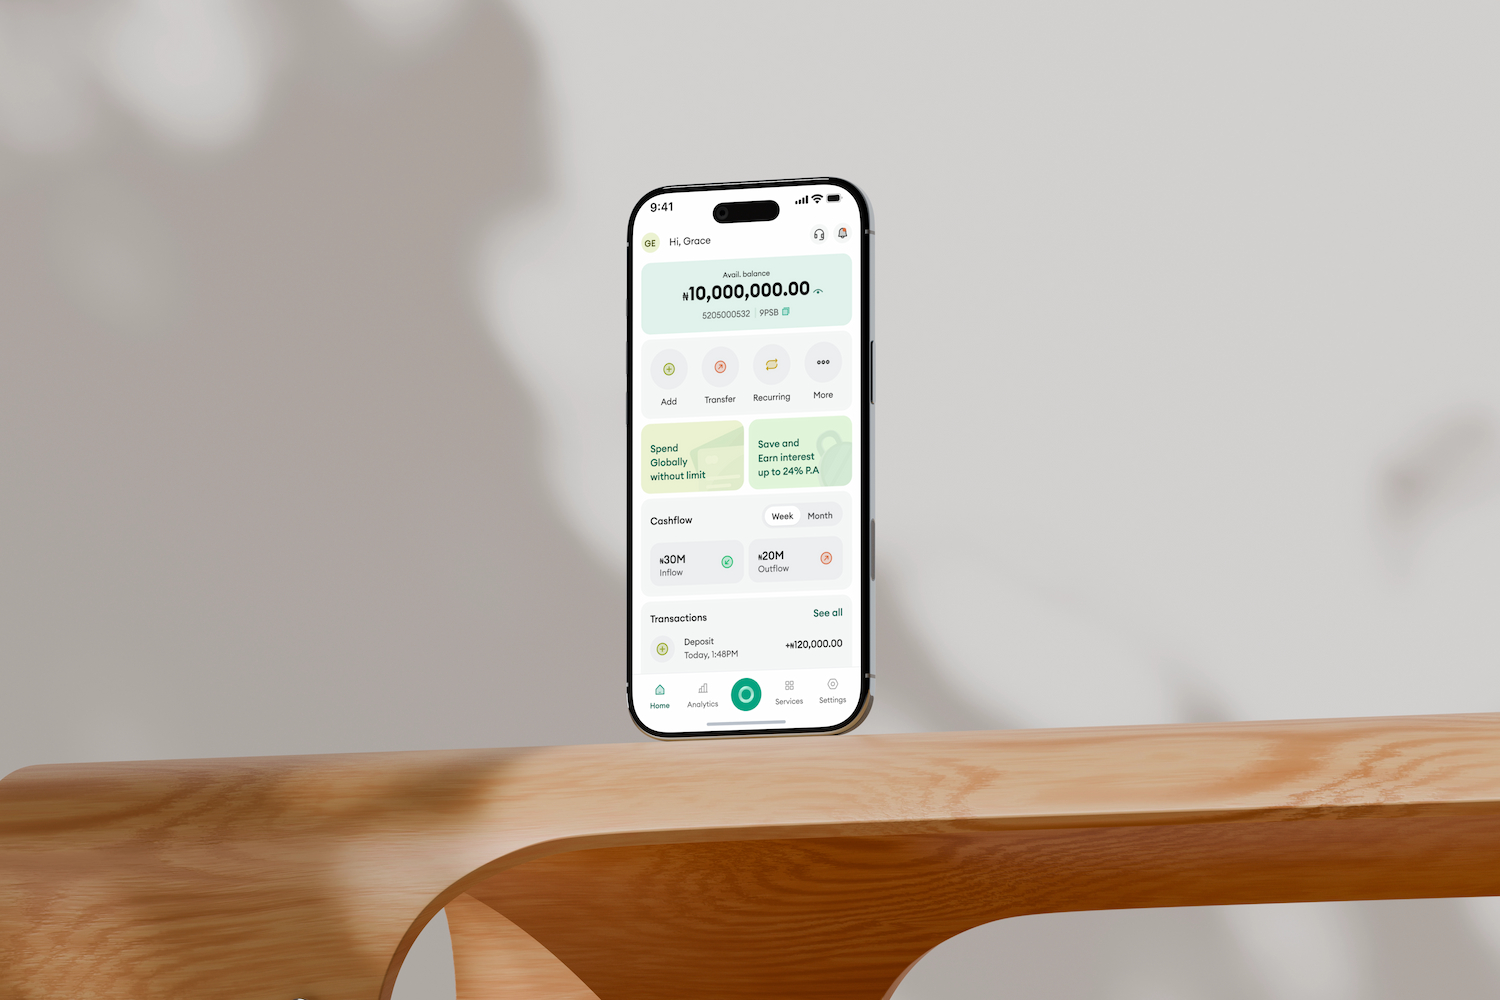 9:41
GE
Hi, Grace
Avail. balance
₦10,000,000.00
5205000532 | 9PSB
Add
Transfer
Recurring
More
Spend
Globally
without limit
Save and
Earn interest
up to 24% P.A
Cashflow
Week
Month
₦30M
Inflow
₦20M
Outflow
Transactions
See all
Deposit
Today, 1:48PM
+₦120,000.00
Home
Analytics
Services
Settings